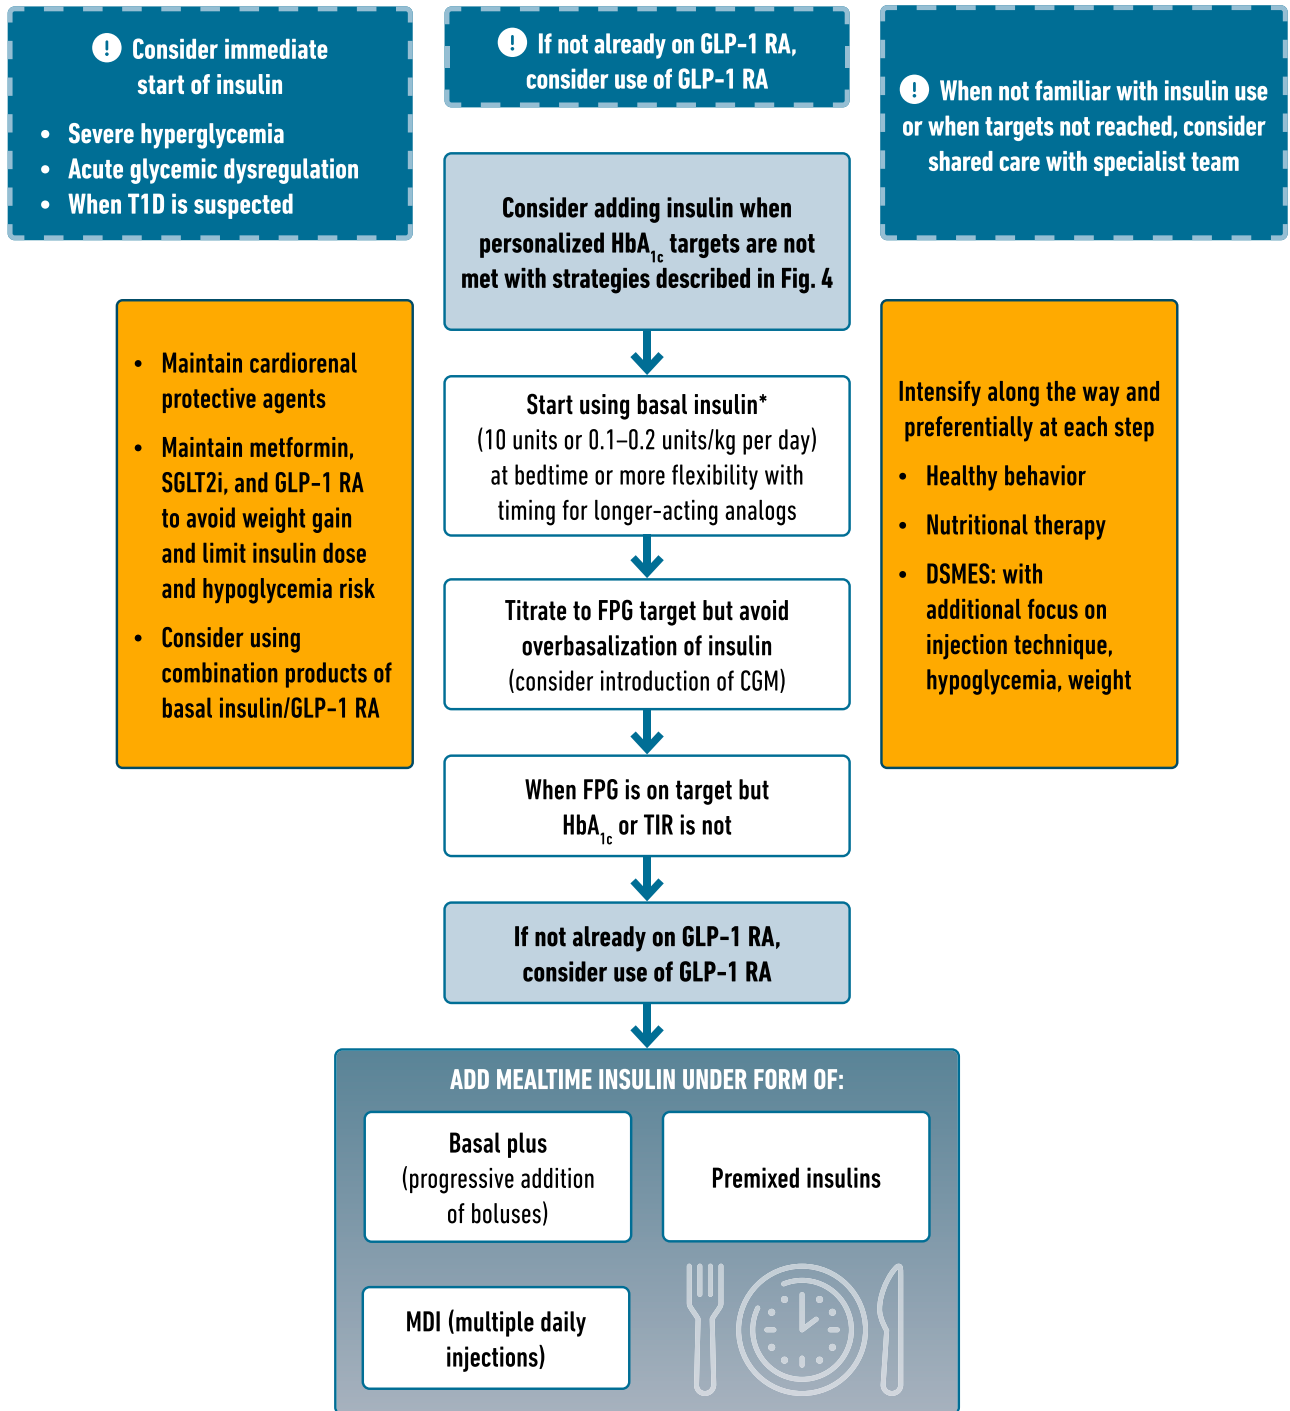 ! Consider immediate
start of insulin
• Severe hyperglycemia
• Acute glycemic dysregulation
• When T1D is suspected
! If not already on GLP-1 RA,
consider use of GLP-1 RA
! When not familiar with insulin use
or when targets not reached, consider
shared care with specialist team
Consider adding insulin when
personalized HbA1c targets are not
met with strategies described in Fig. 4
• Maintain cardiorenal
protective agents
• Maintain metformin,
SGLT2i, and GLP-1 RA
to avoid weight gain
and limit insulin dose
and hypoglycemia risk
• Consider using
combination products of
basal insulin/GLP-1 RA
Start using basal insulin*
(10 units or 0.1–0.2 units/kg per day)
at bedtime or more flexibility with
timing for longer-acting analogs
Titrate to FPG target but avoid
overbasalization of insulin
(consider introduction of CGM)
When FPG is on target but
HbA1c or TIR is not
If not already on GLP-1 RA,
consider use of GLP-1 RA
Intensify along the way and
preferentially at each step
• Healthy behavior
• Nutritional therapy
• DSMES: with
additional focus on
injection technique,
hypoglycemia, weight
ADD MEALTIME INSULIN UNDER FORM OF:
Basal plus
(progressive addition
of boluses)
Premixed insulins
MDI (multiple daily
injections)